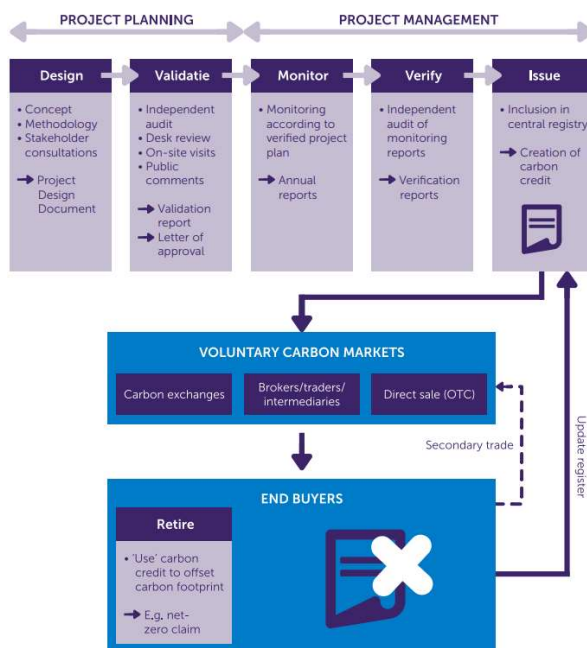 PROJECT PLANNING
PROJECT MANAGEMENT
Design
• Concept
• Methodology
• Stakeholder
consultations
→ Project
Design
Document
Validatie
• Independent
audit
• Desk review
• On-site visits
• Public
comments
→ Validation
report
→ Letter of
approval
Monitor
• Monitoring
according to
verified project
plan
→ Annual
reports
Verify
• Independent
audit of
monitoring
reports
→ Verification
reports
Issue
• Inclusion in
central registry
→ Creation of
carbon
credit
VOLUNTARY CARBON MARKETS
Carbon exchanges
Brokers/traders/
intermediaries
Direct sale (OTC)
Secondary trade
Update register
END BUYERS
Retire
• 'Use' carbon
credit to offset
carbon footprint
→ E.g. net-
zero claim